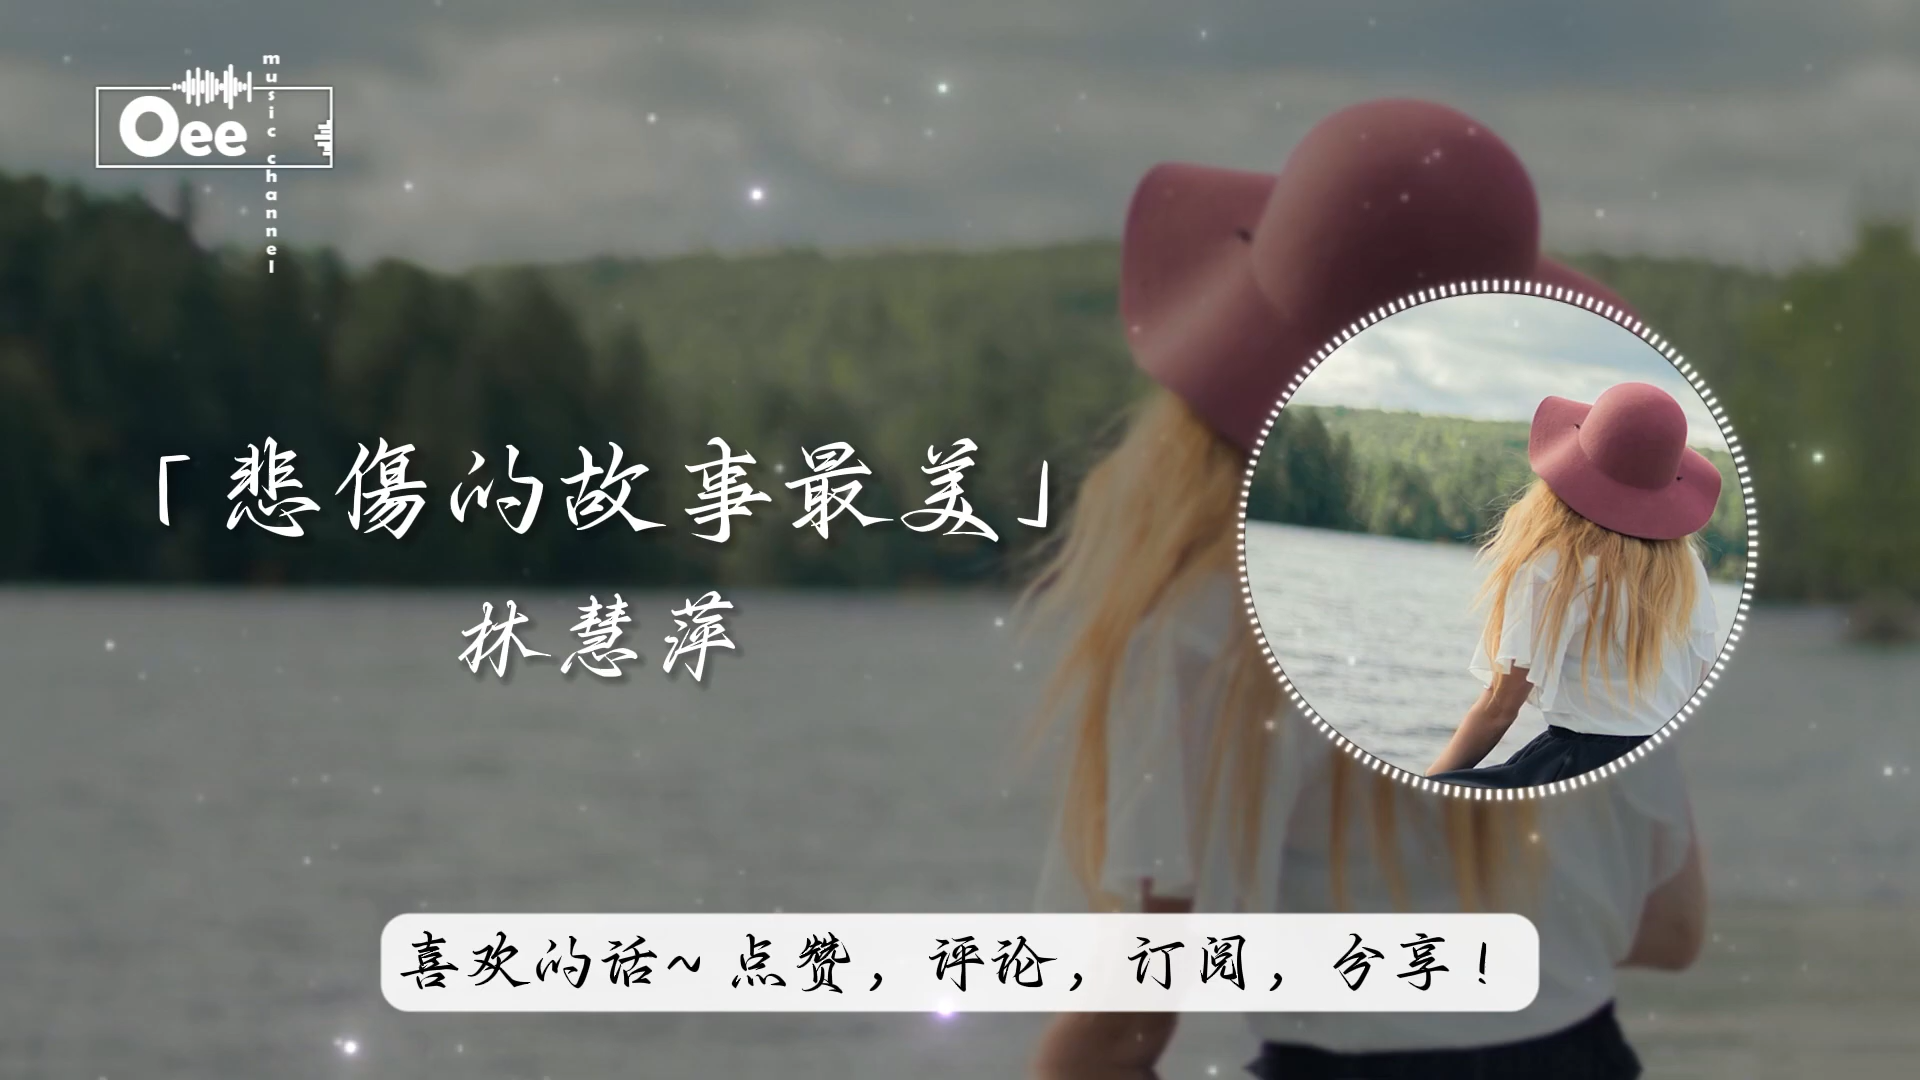 Oee
music channel
「悲傷的故事最美」
林慧萍
喜欢的话~点赞，评论，订阅，分享！